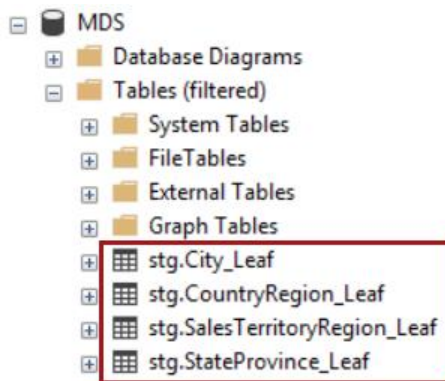 MDS
Database Diagrams
Tables (filtered)
System Tables
FileTables
External Tables
Graph Tables
stg.City_Leaf
stg.CountryRegion_Leaf
stg.SalesTerritoryRegion_Leaf
stg.StateProvince_Leaf